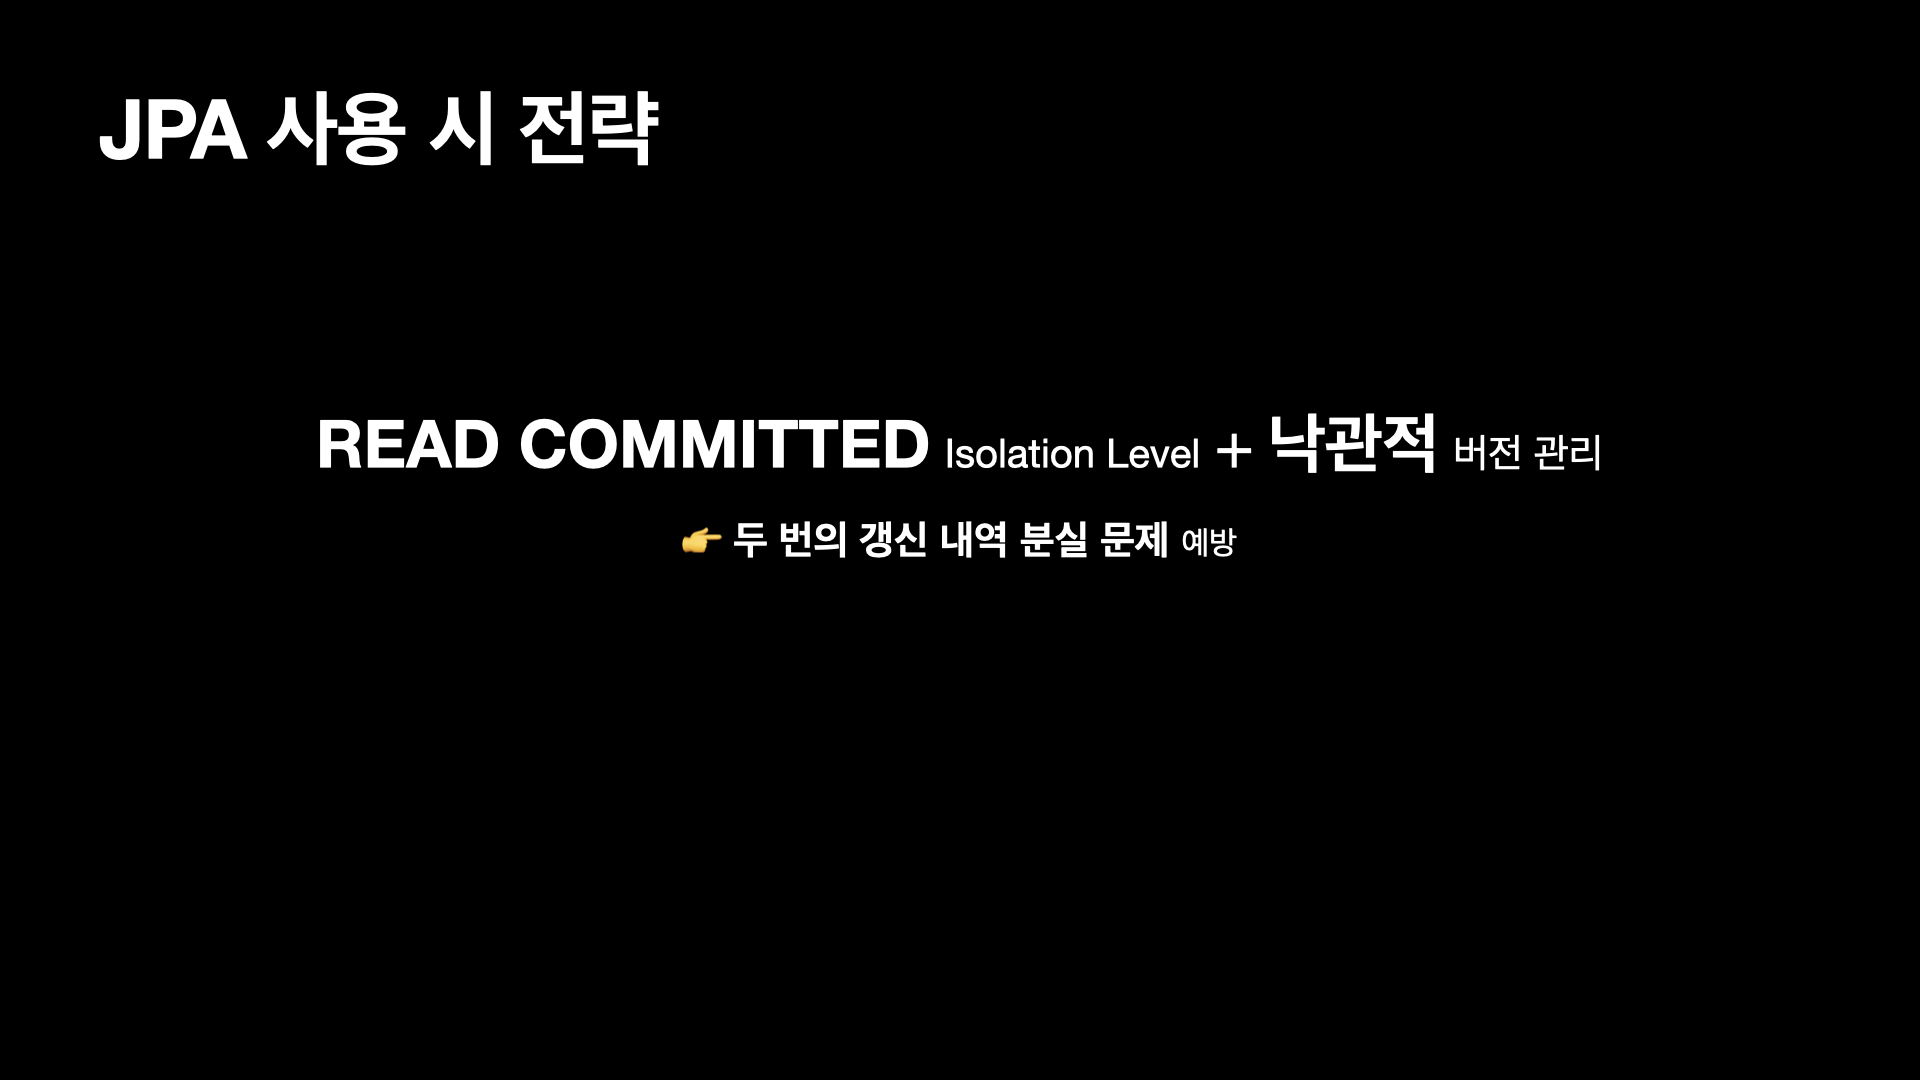 JPA 사용 시 전략
READ COMMITTED Isolation Level + 낙관적 버전 관리
👉 두 번의 갱신 내역 분실 문제 예방